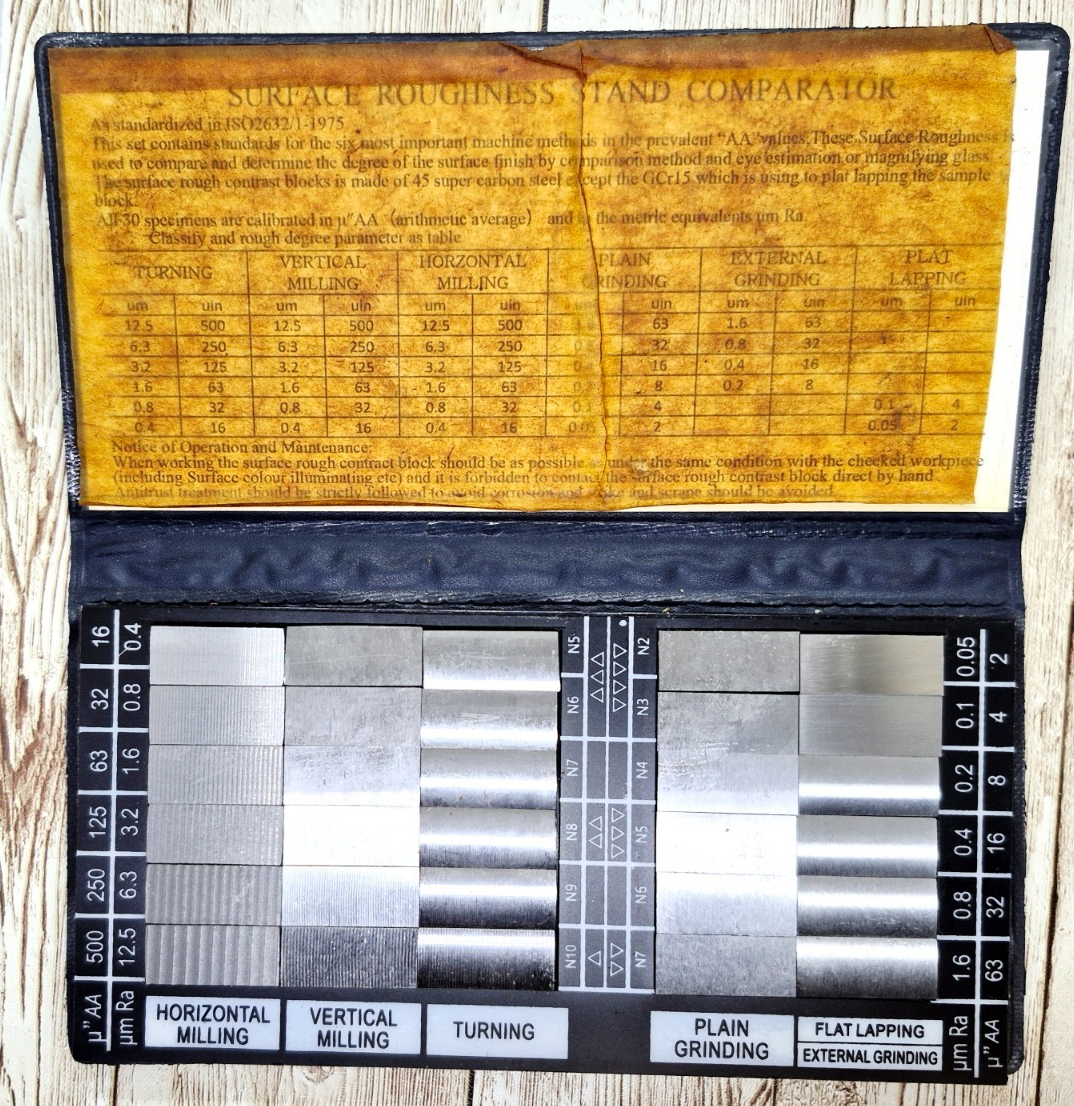 SURFACE ROUGHNESS STAND COMPARATOR
As standardized in ISO2632/1-1975
This set contains standards for the six most important machine methods in the prevalent "AA"values, These Surface Roughness is
used to compare and determine the degree of the surface finish by comparison method and eye estimation or magnifying glass
The surface rough contrast blocks is made of 45 super carbon steel except the GCr15 which is using to plat lapping the sample
block.
All 30 specimens are calibrated in μ"AA (arithmetic average) and in the metric equivalents um Ra
Classify and rough degree parameter as table
TURNING VERTICAL MILLING HORZONTAL MILLING PLAIN GRINDING EXTERNAL GRINDING PLAT LAPPING
um uin um uin um uin uin um uin um uin
12.5 500 12.5 500 12.5 500 63 1.6 63
6.3 250 6.3 250 6.3 250 32 0.8 32
3.2 125 3.2 125 3.2 125 16 0.4 16
1.6 63 1.6 63 1.6 63 8 0.2 8
0.8 32 0.8 32 0.8 32 4 0.1 4
0.4 16 0.4 16 0.4 16 0.05 2 0.05 2
Notice of Operation and Maintenance:
When working the surface rough contract block should be as possible as under the same condition with the checked workpiece
(including Surface colour illuminating etc) and it is forbidden to contact the surface rough contrast block direct by hand
Antitrust treatment should be strictly followed to avoid corrosion and and scrape should be avoided
16 0.4 N5 N2 0.05 2
32 0.8 N6 N3 0.1 4
63 1.6 N7 N4 0.2 8
125 3.2 N8 N5 0.4 16
250 6.3 N9 N6 0.8 32
500 12.5 N10 N7 1.6 63
μ" AA μm Ra μm Ra μ" AA
HORIZONTAL
MILLING
VERTICAL
MILLING
TURNING
PLAIN
GRINDING
FLAT LAPPING
EXTERNAL GRINDING